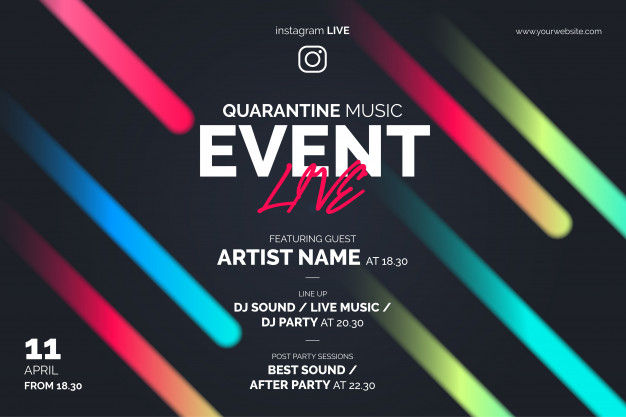 instagram LIVE
www.yourwebsite.com
QUARANTINE MUSIC
EVENT
LIVE
FEATURING GUEST
ARTIST NAME AT 18.30
LINE UP
DJ SOUND / LIVE MUSIC /
DJ PARTY AT 20.30
POST PARTY SESSIONS
BEST SOUND /
AFTER PARTY AT 22.30
11
APRIL
FROM 18.30